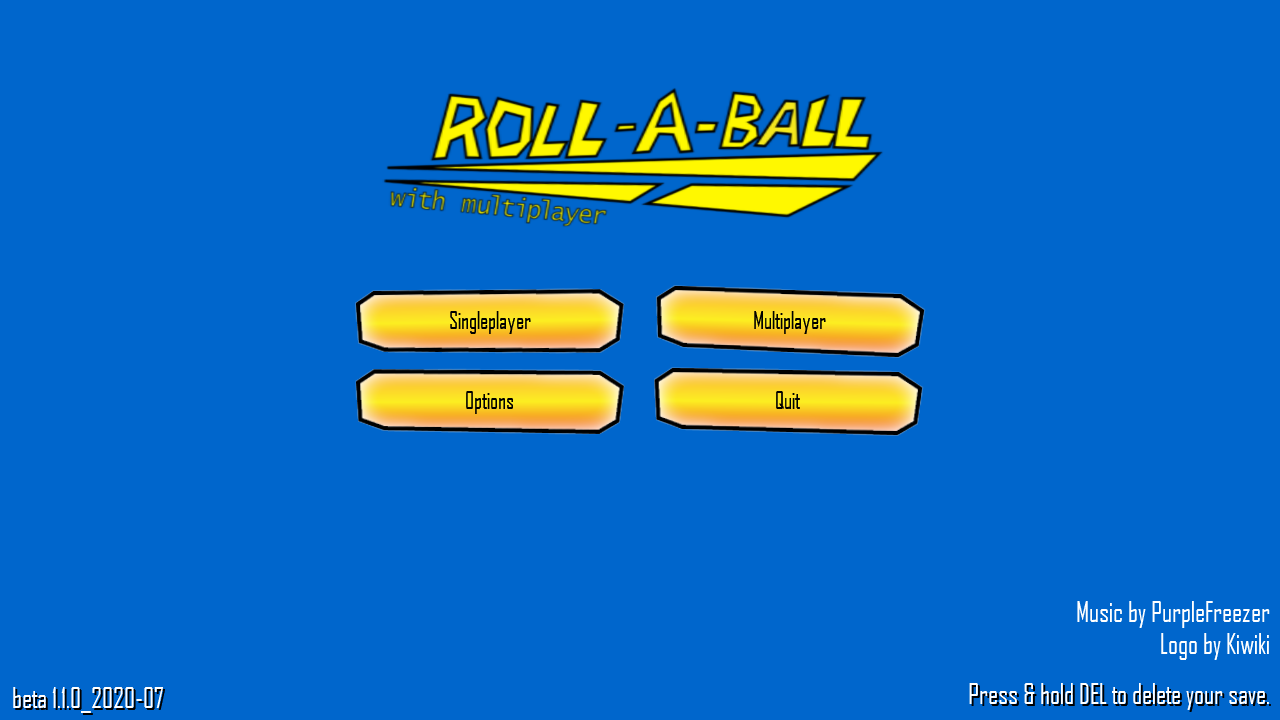 ROLL-A-BALL
with multiplayer
Singleplayer
Multiplayer
Options
Quit
Music by PurpleFreezer
Logo by Kiwiki
beta 1.1.0_2020-07
Press & hold DEL to delete your save.